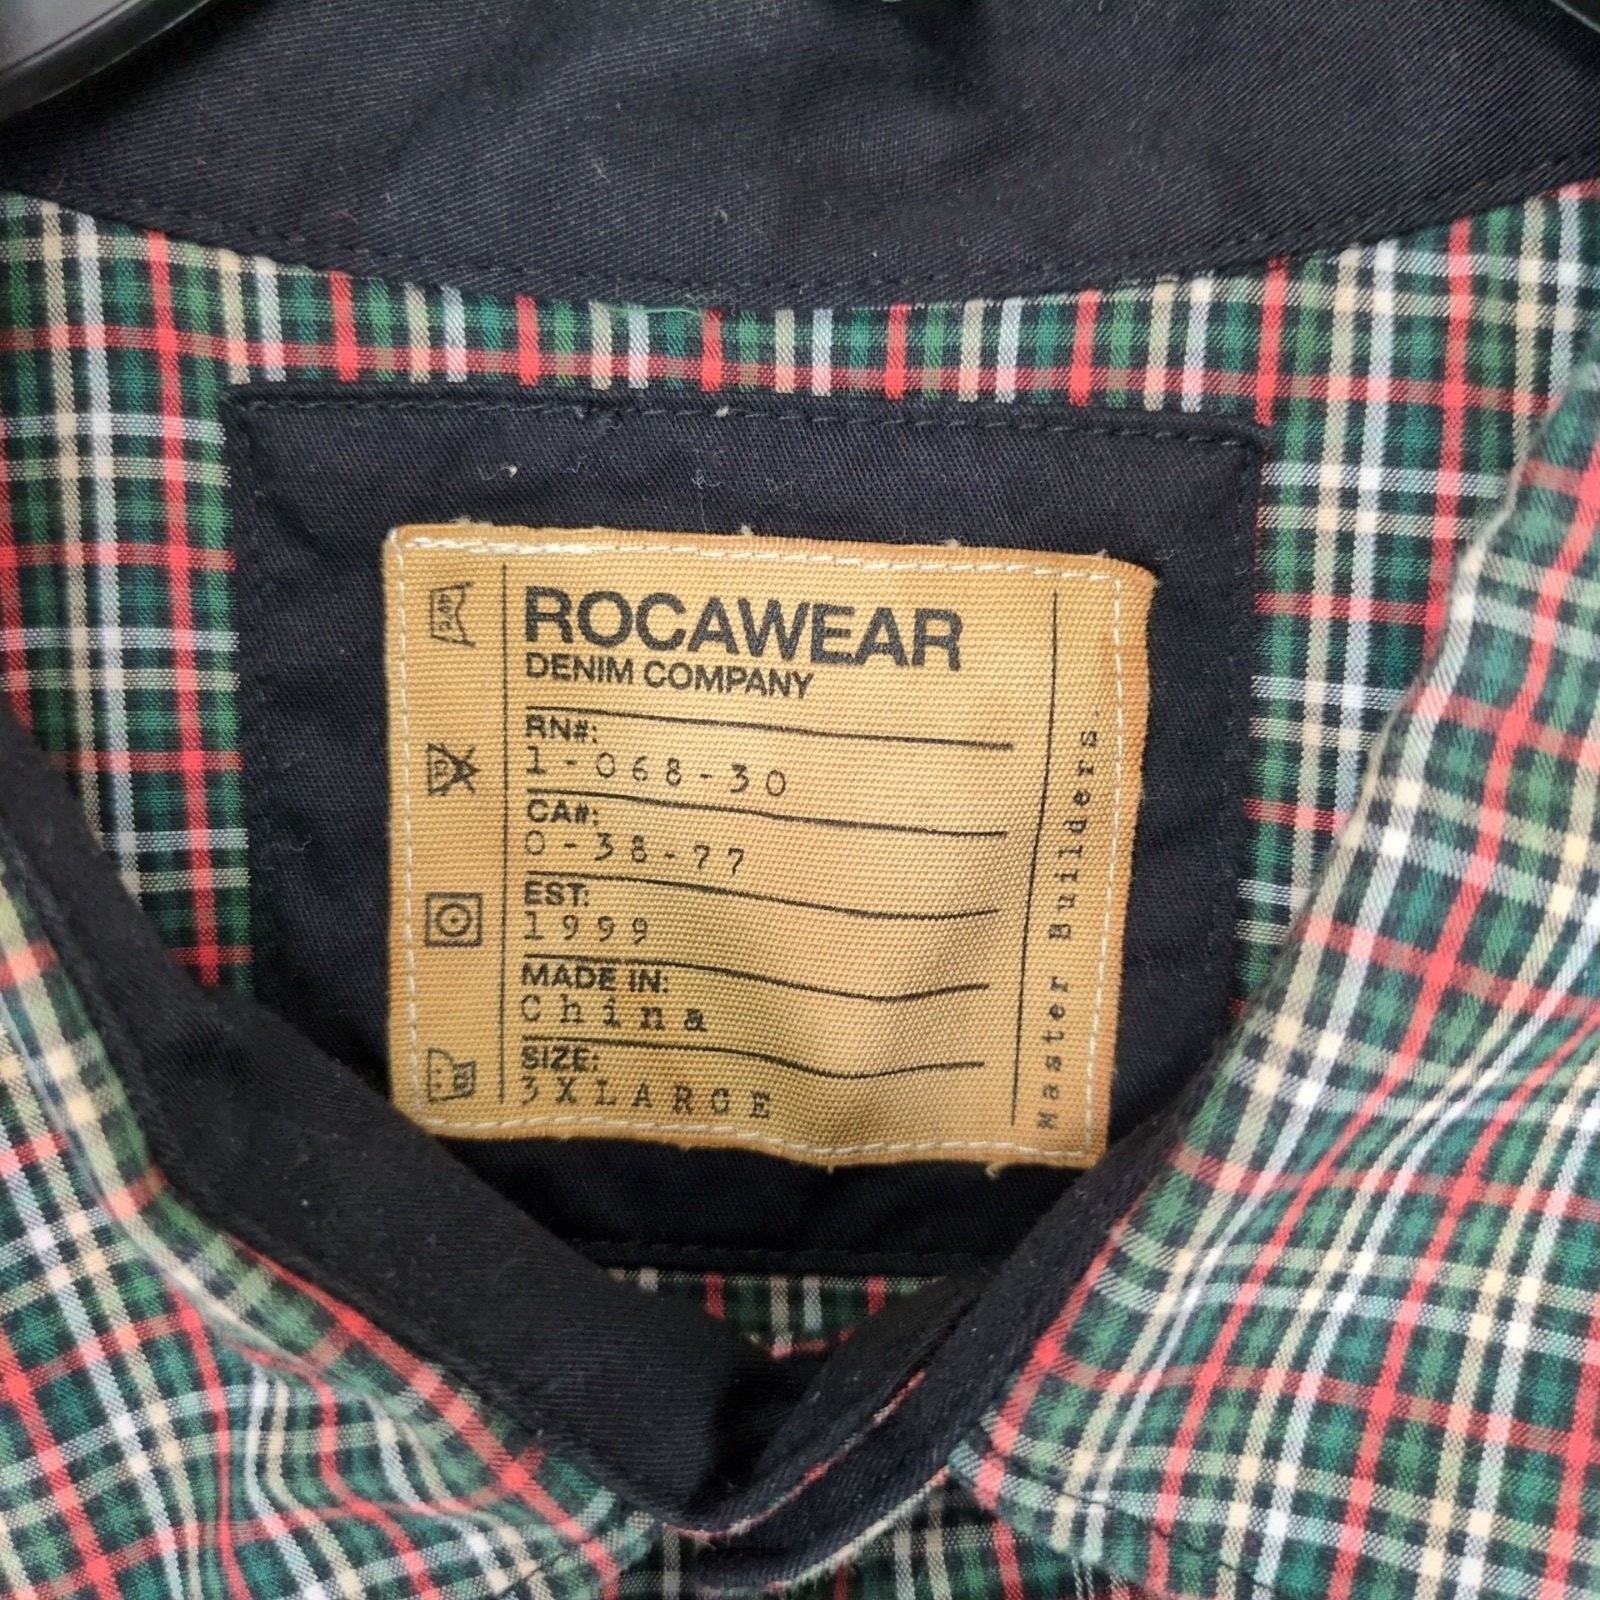 ROCAWEAR
DENIM COMPANY
RN#:
1-068-30
CA#:
0-38-77
EST:
1999
MADE IN:
China
SIZE:
3XLARGE
Master Builders.